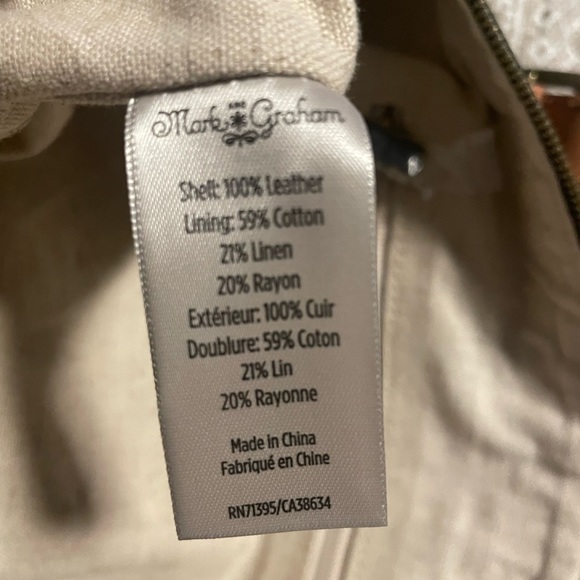 Mark AND Graham
Shell: 100% Leather
Lining: 59% Cotton
21% Linen
20% Rayon
Extérieur: 100% Cuir
Doublure: 59% Coton
21% Lin
20% Rayonne
Made in China
Fabriqué en Chine
RN71395/CA38634